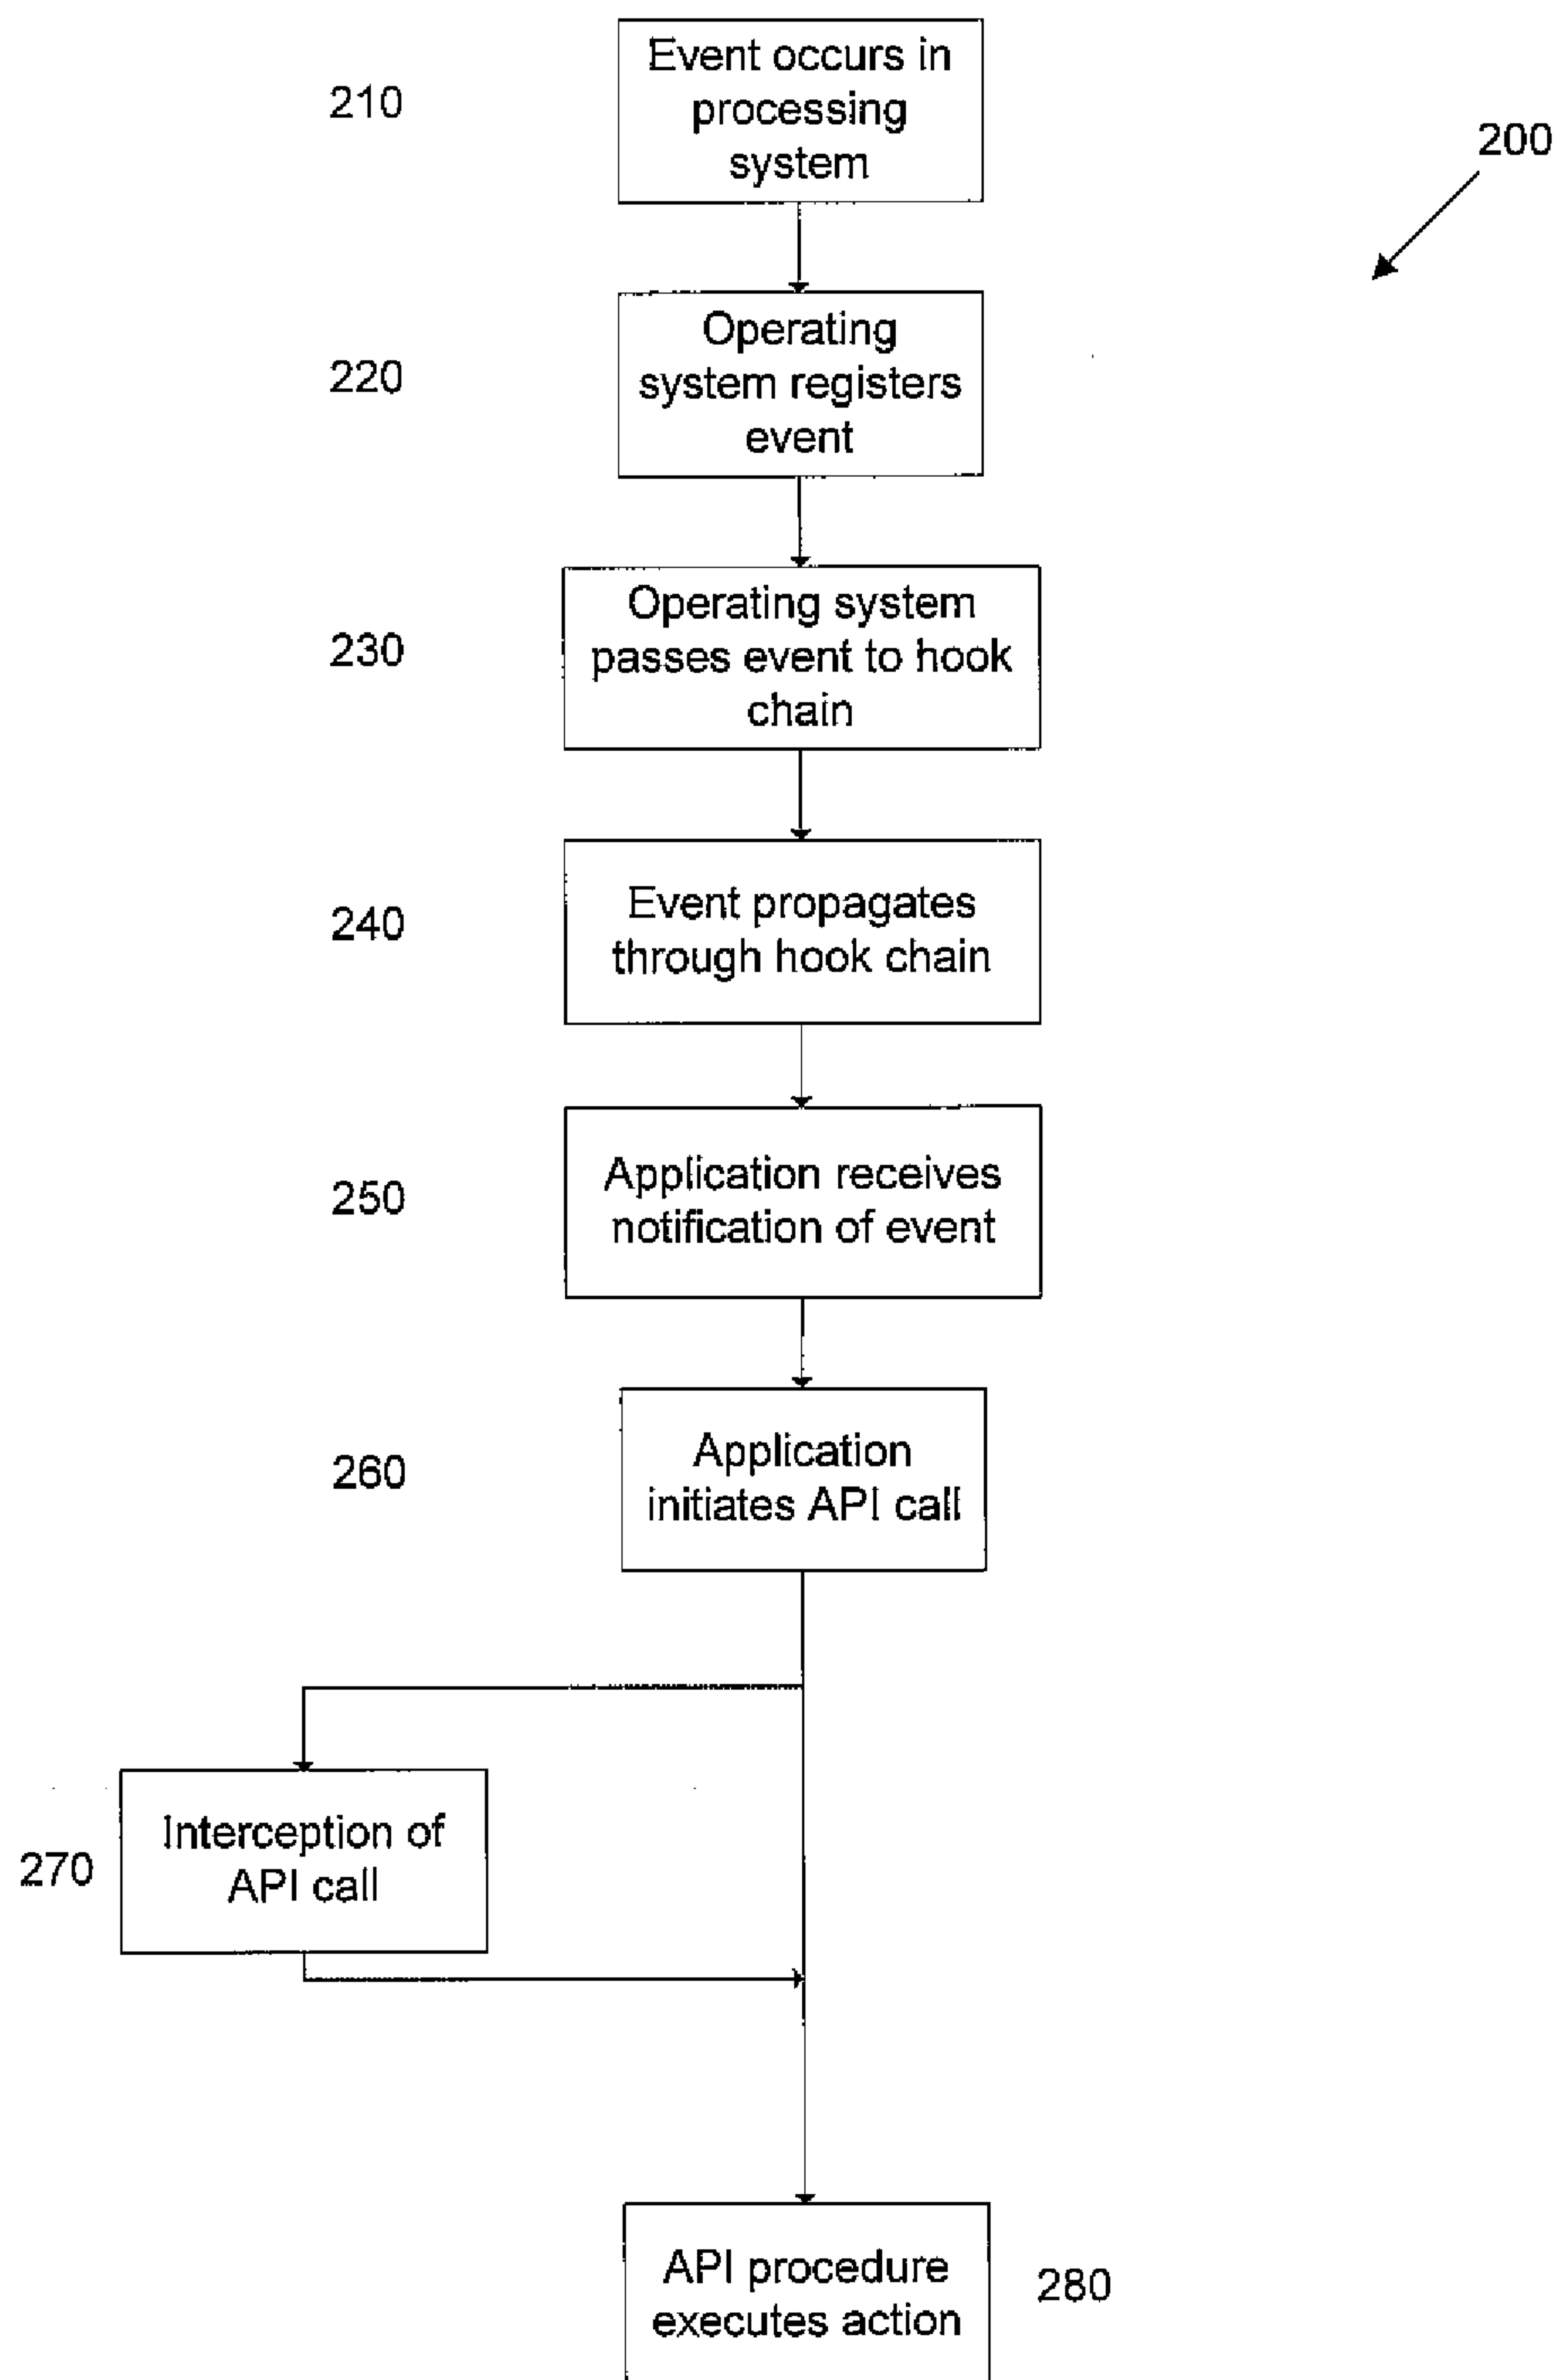 Event occurs in
processing
system
210
200
Operating
system registers
event
220
Operating system
passes event to hook
chain
230
Event propagates
through hook chain
240
Application receives
notification of event
250
Application
initiates API call
260
Interception of
API call
270
API procedure
executes action
280